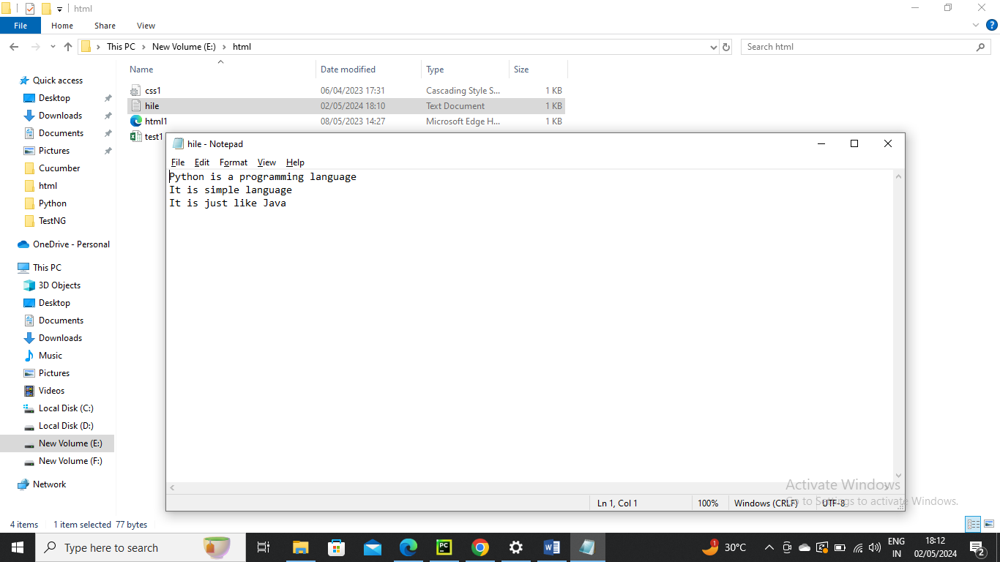 html
File Home Share View
This PC New Volume (E:) html
Search html
Name Date modified Type Size
css1 06/04/2023 17:31 Cascading Style S... 1 KB
hile 02/05/2024 18:10 Text Document 1 KB
html1 08/05/2023 14:27 Microsoft Edge H... 1 KB
test1
Quick access
Desktop
Downloads
Documents
Pictures
Cucumber
html
Python
TestNG
OneDrive - Personal
This PC
3D Objects
Desktop
Documents
Downloads
Music
Pictures
Videos
Local Disk (C:)
Local Disk (D:)
New Volume (E:)
New Volume (F:)
Network
hile - Notepad
File Edit Format View Help
Python is a programming language
It is simple language
It is just like Java
Activate Windows
Go to Settings to activate Windows.
Ln 1, Col 1 100% Windows (CRLF) UTF-8
4 items 1 item selected 77 bytes
Type here to search
PC
W
1
30°C
ENG
IN
18:12
02/05/2024
2